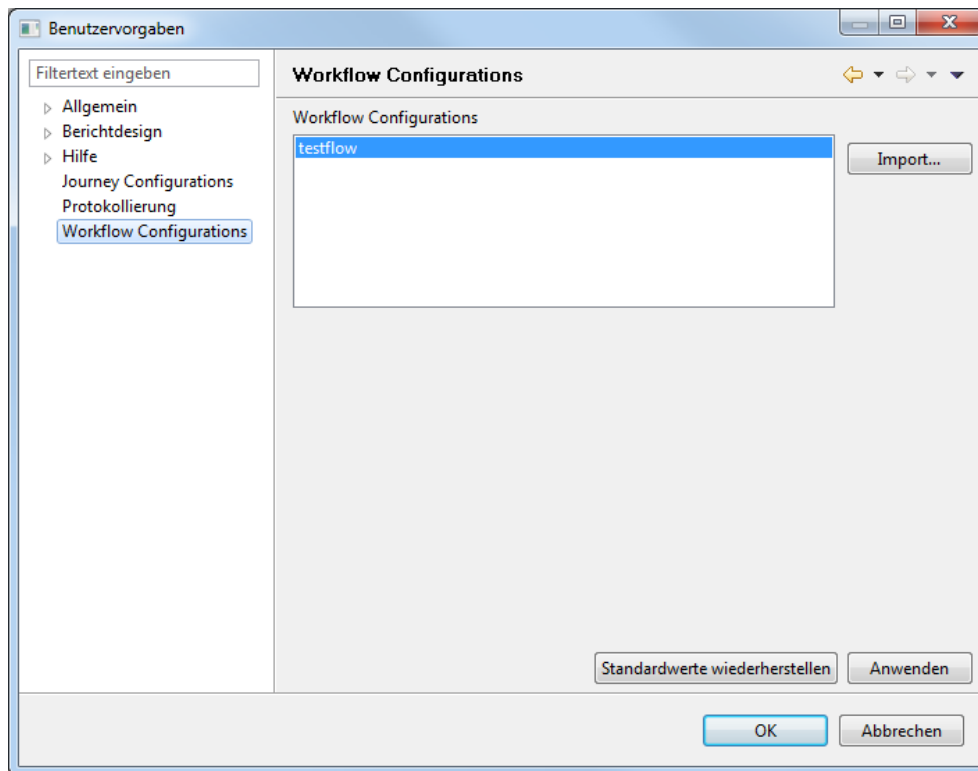 Benutzervorgaben
Filtertext eingeben
Allgemein
Berichtdesign
Hilfe
Journey Configurations
Protokollierung
Workflow Configurations
Workflow Configurations
Workflow Configurations
testflow
Import...
Standardwerte wiederherstellen
Anwenden
OK
Abbrechen